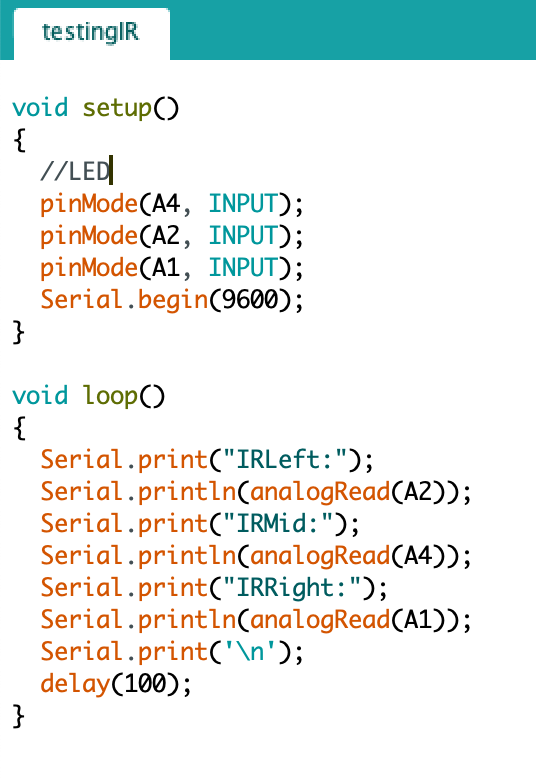 testingIR
void setup()
{
  //LED
  pinMode(A4, INPUT);
  pinMode(A2, INPUT);
  pinMode(A1, INPUT);
  Serial.begin(9600);
}

void loop()
{
  Serial.print("IRLeft:");
  Serial.println(analogRead(A2));
  Serial.print("IRMid:");
  Serial.println(analogRead(A4));
  Serial.print("IRRight:");
  Serial.println(analogRead(A1));
  Serial.print('\n');
  delay(100);
}